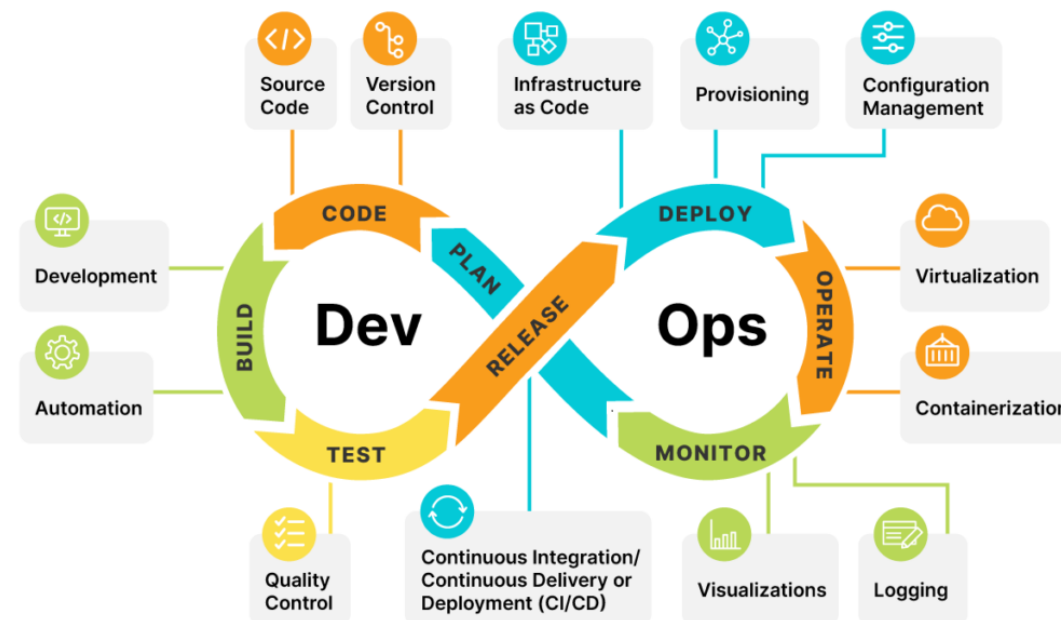 Source
Code
Version
Control
Infrastructure
as Code
Provisioning
Configuration
Management
CODE
PLAN
DEPLOY
Development
BUILD
Dev
RELEASE
Ops
OPERATE
Virtualization
Automation
Containerization
TEST
MONITOR
Quality
Control
Continuous Integration/
Continuous Delivery or
Deployment (CI/CD)
Visualizations
Logging